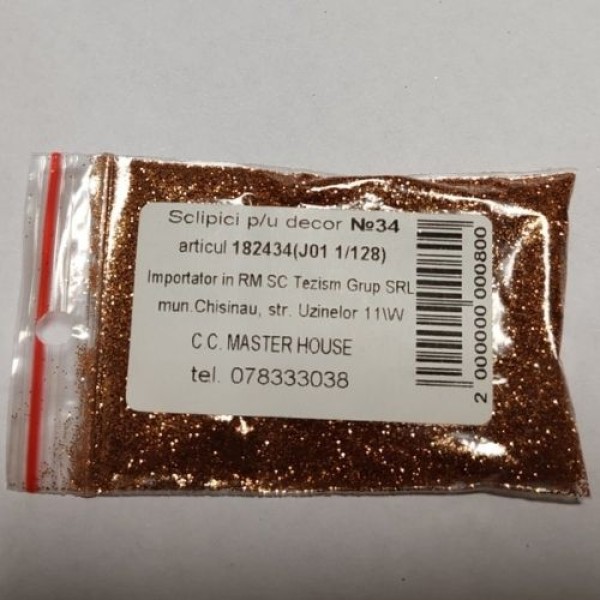 Sclipici p/u decor №34
articul 182434(J01 1/128)
Importator in RM SC Tezism Grup SRL
mun.Chisinau, str. Uzinelor 11\W
C.C. MASTER HOUSE
tel. 078333038
2 000000 000800